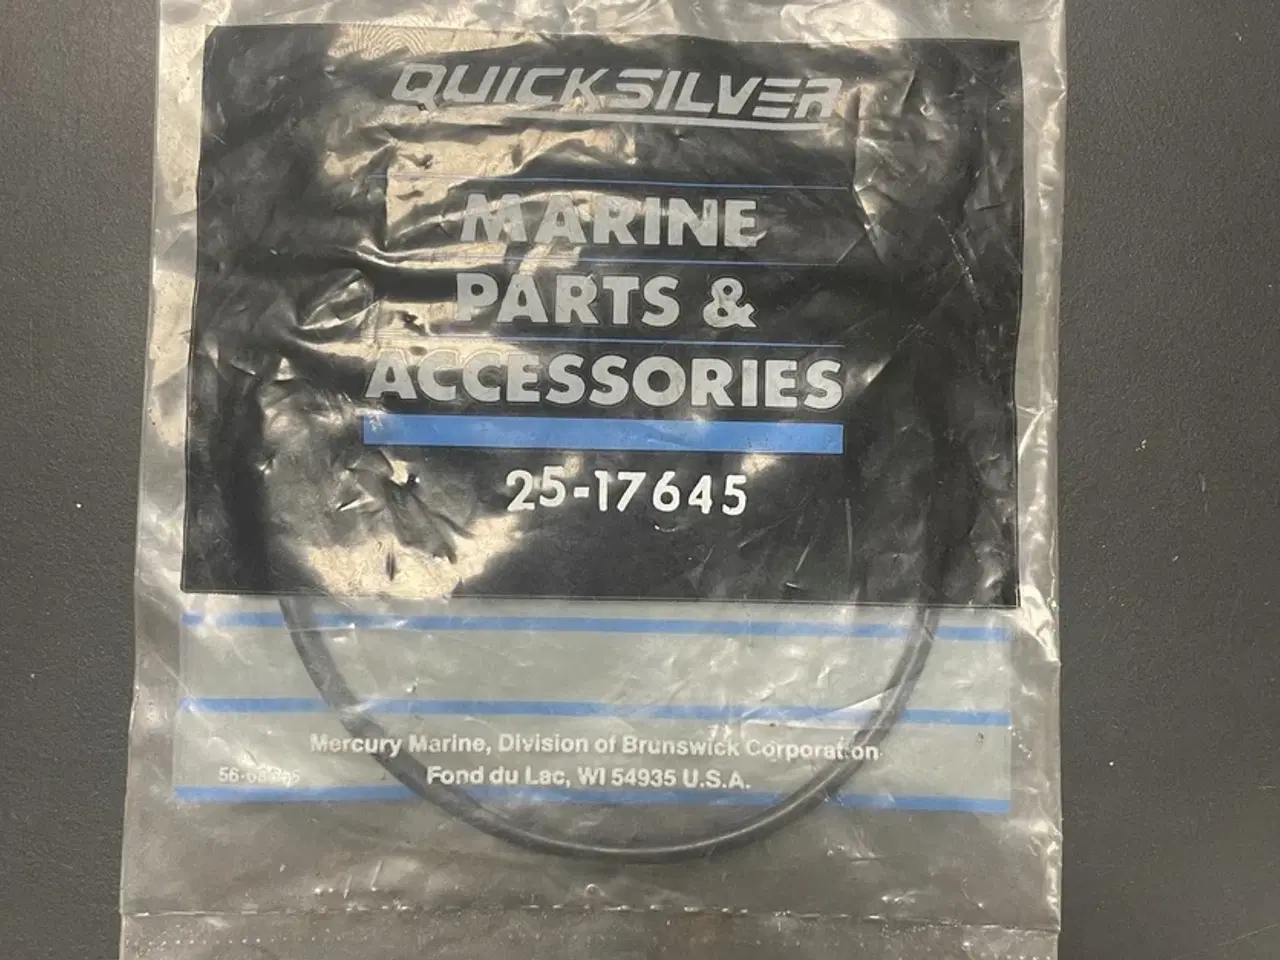 QUICKSILVER
MARINE
PARTS &
ACCESSORIES
25-17645
Mercury Marine, Division of Brunswick Corporation
Fond du Lac, WI 54935 U.S.A.